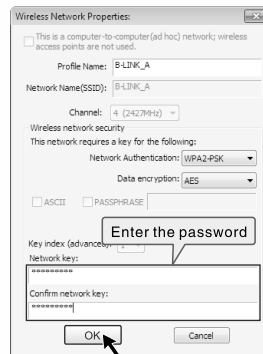 Wireless Network Properties:
This is a computer-to-computer(ad hoc) network; wireless
access points are not used.
Profile Name: B-LINK_A
Network Name(SSID): B-LINK_A
Channel: 4 (2427MHz)
Wireless network security
This network requires a key for the following:
Network Authentication: WPA2-PSK
Data encryption: AES
ASCII PASSPHRASE
Enter the password
Key index (advanced): 1
Network key:
*********
Confirm network key:
*********
OK Cancel